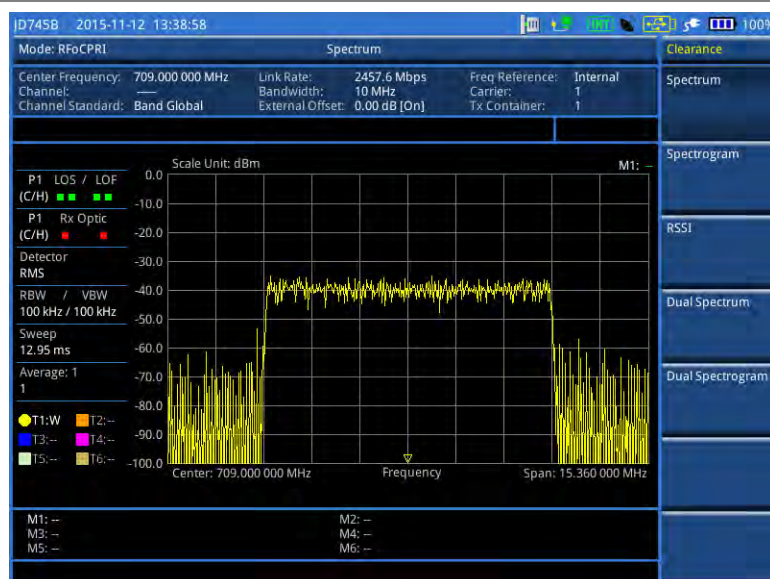 JD745B 2015-11-12 13:38:58 INT 100%
Mode: RFoCPRI Spectrum Clearance
Center Frequency: 709.000 000 MHz Link Rate: 2457.6 Mbps Freq Reference: Internal
Channel: ---- Bandwidth: 10 MHz Carrier: 1
Channel Standard: Band Global External Offset: 0.00 dB [On] Tx Container: 1
Spectrum
Spectrogram
RSSI
Dual Spectrum
Dual Spectrogram
Scale Unit: dBm M1: --
P1 LOS / LOF
(C/H)
P1 Rx Optic
(C/H)
Detector
RMS
RBW / VBW
100 kHz / 100 kHz
Sweep
12.95 ms
Average: 1
1
T1:W T2:--
T3:-- T4:--
T5:-- T6:--
0.0
-10.0
-20.0
-30.0
-40.0
-50.0
-60.0
-70.0
-80.0
-90.0
-100.0
Center: 709.000 000 MHz Frequency Span: 15.360 000 MHz
M1: -- M2: --
M3: -- M4: --
M5: -- M6: --